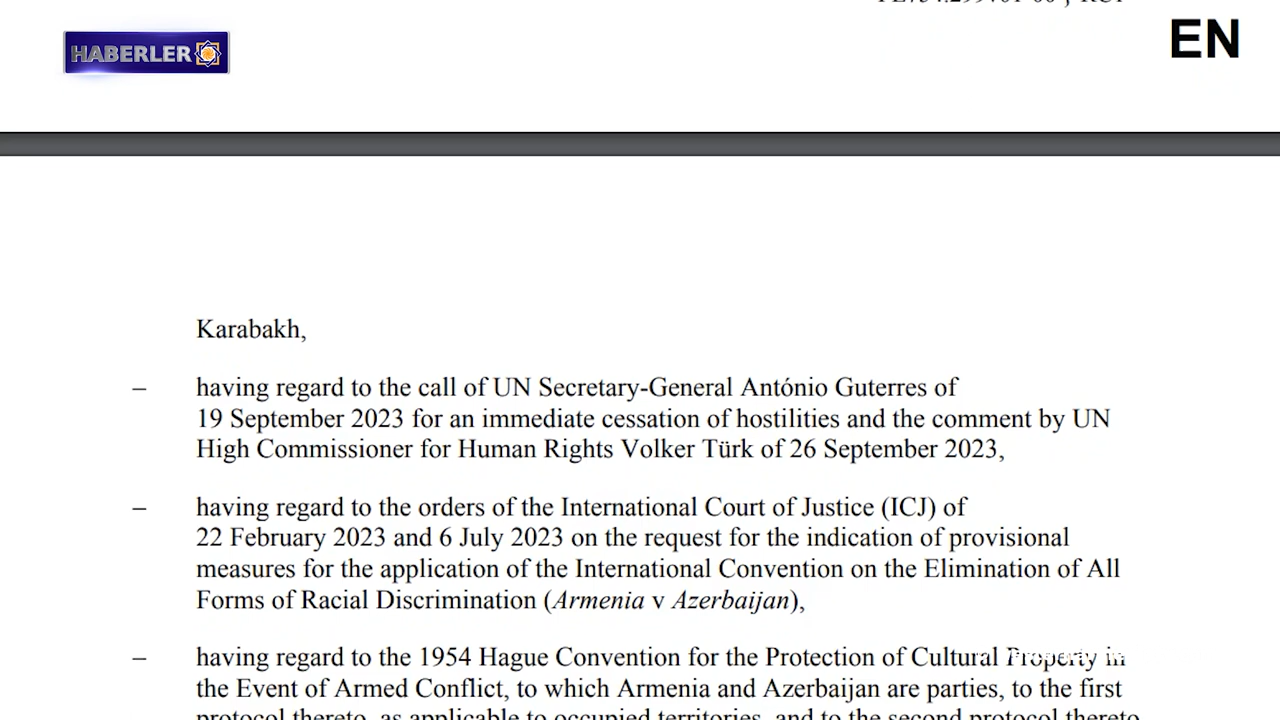 HABERLER
EN
Karabakh,
– having regard to the call of UN Secretary-General António Guterres of
19 September 2023 for an immediate cessation of hostilities and the comment by UN
High Commissioner for Human Rights Volker Türk of 26 September 2023,
– having regard to the orders of the International Court of Justice (ICJ) of
22 February 2023 and 6 July 2023 on the request for the indication of provisional
measures for the application of the International Convention on the Elimination of All
Forms of Racial Discrimination (Armenia v Azerbaijan),
– having regard to the 1954 Hague Convention for the Protection of Cultural Property in
the Event of Armed Conflict, to which Armenia and Azerbaijan are parties, to the first
protocol thereto, as applicable to occupied territories, and to the second protocol thereto